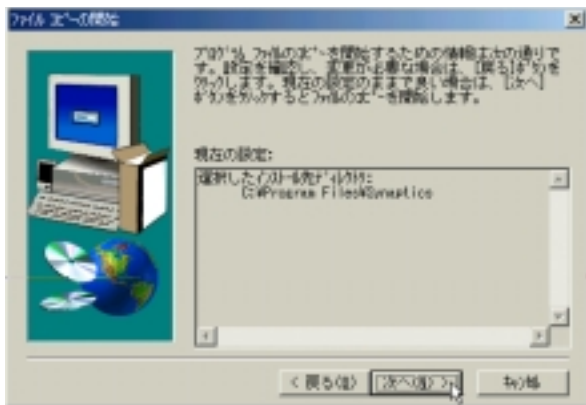 ファイル コピーの開始
プログラム ファイルのコピーを開始するための情報は次の通りで
す。設定を確認し、変更が必要な場合は、[戻る]ボタンを
クリックします。現在の設定のままで良い場合は、[次へ]
ボタンをクリックするとファイルのコピーを開始します。
現在の設定:
選択したインストール先ディレクトリ:
C:¥Program Files¥Synaptics
< 戻る(B)
次へ(N) >
キャンセル